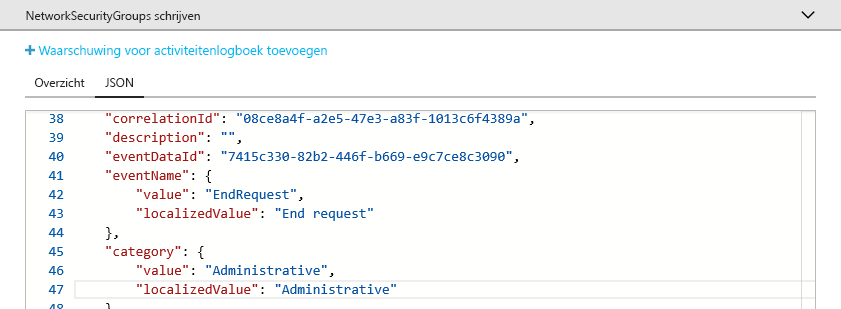 NetworkSecurityGroups schrijven
+ Waarschuwing voor activiteitenlogboek toevoegen
Overzicht JSON
38 "correlationId": "08ce8a4f-a2e5-47e3-a83f-1013c6f4389a",
39 "description": "",
40 "eventDataId": "7415c330-82b2-446f-b669-e9c7ce8c3090",
41 "eventName": {
42 "value": "EndRequest",
43 "localizedValue": "End request"
44 },
45 "category": {
46 "value": "Administrative",
47 "localizedValue": "Administrative"
48 }